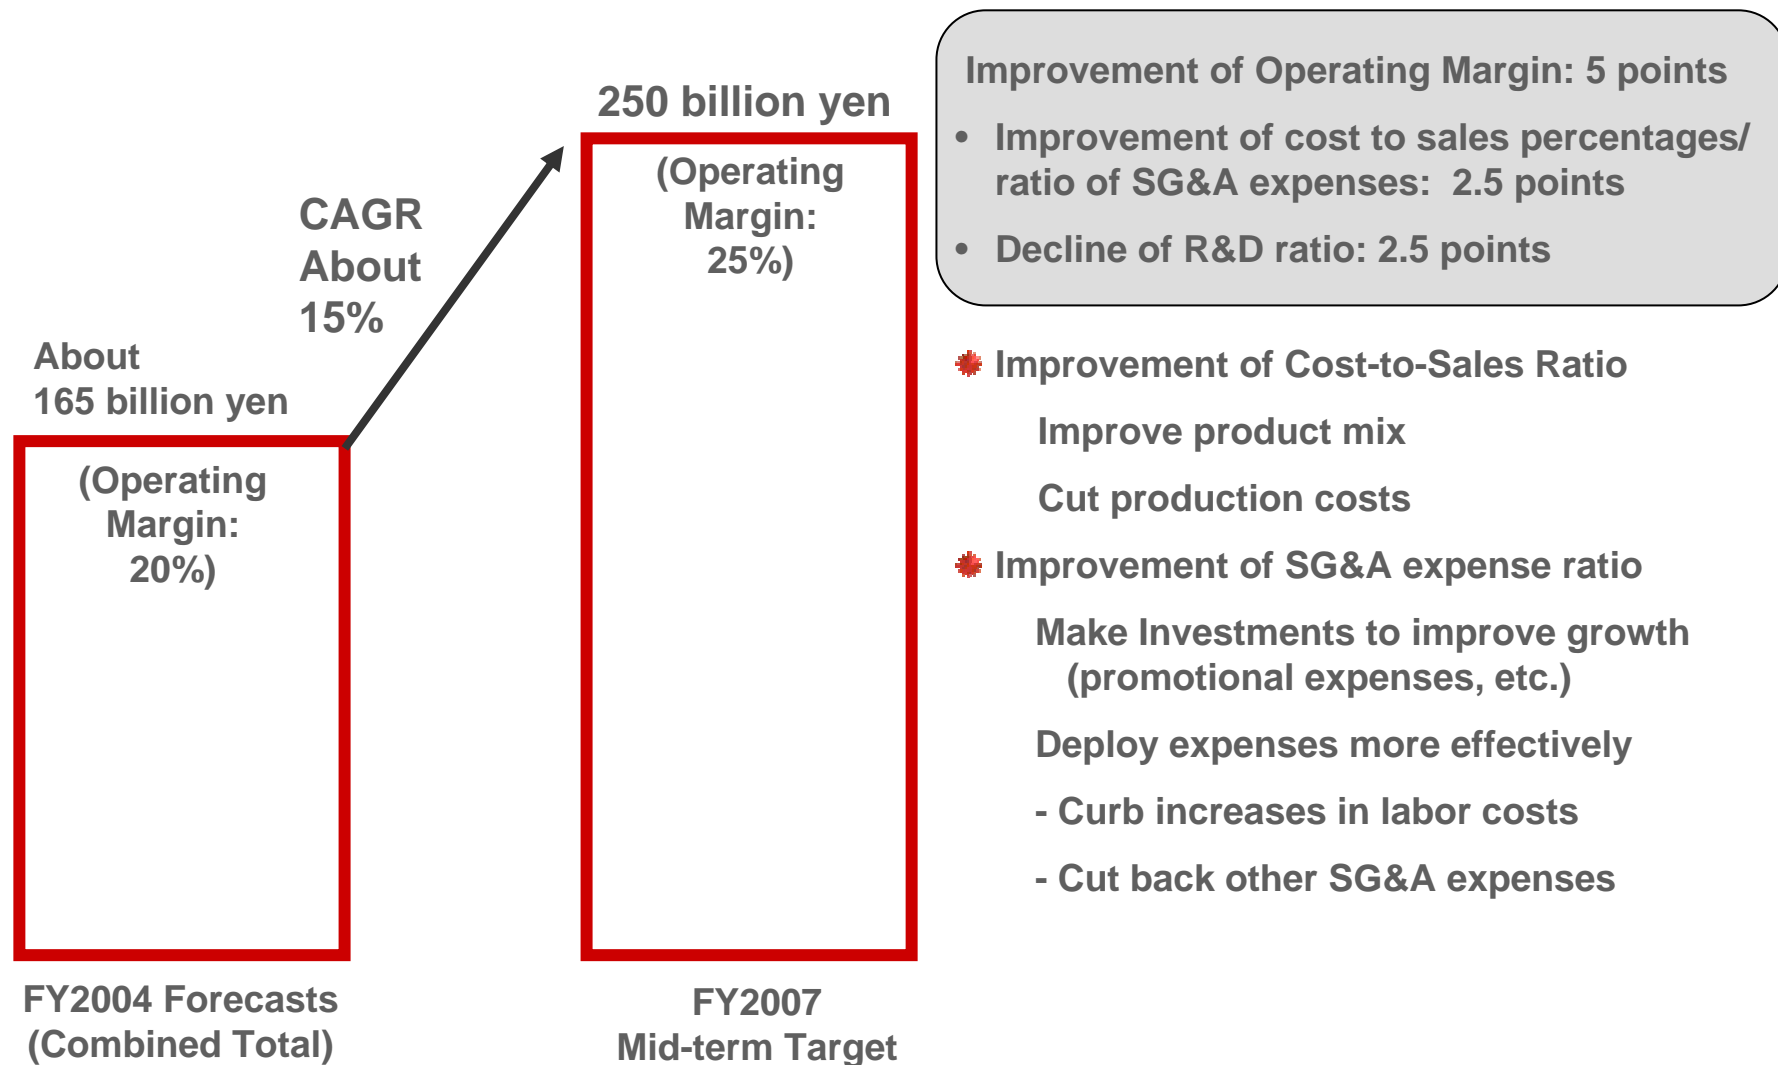 250 billion yen
(Operating
Margin:
25%)
CAGR
About
15%
About
165 billion yen
(Operating
Margin:
20%)
FY2004 Forecasts
(Combined Total)
FY2007
Mid-term Target
Improvement of Operating Margin: 5 points
• Improvement of cost to sales percentages/
ratio of SG&A expenses: 2.5 points
• Decline of R&D ratio: 2.5 points
Improvement of Cost-to-Sales Ratio
Improve product mix
Cut production costs
Improvement of SG&A expense ratio
Make Investments to improve growth
(promotional expenses, etc.)
Deploy expenses more effectively
- Curb increases in labor costs
- Cut back other SG&A expenses